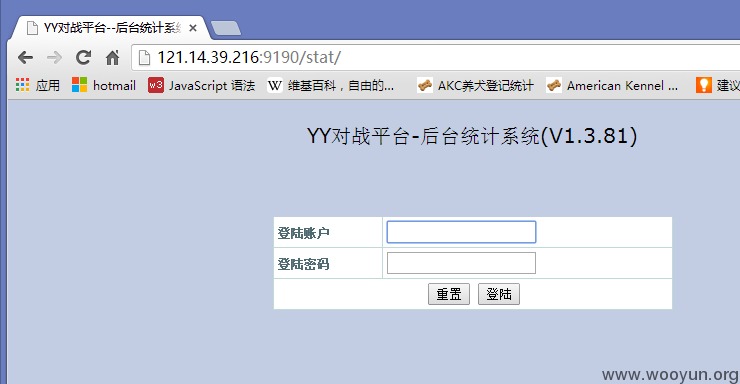 YY对战平台--后台统计系统
121.14.39.216:9190/stat/
应用 hotmail w3 JavaScript 语法 W 维基百科，自由的... AKC养犬登记统计 American Kennel ... 建议
YY对战平台-后台统计系统(V1.3.81)
登陆账户
登陆密码
重置 登陆
www.wooyun.org